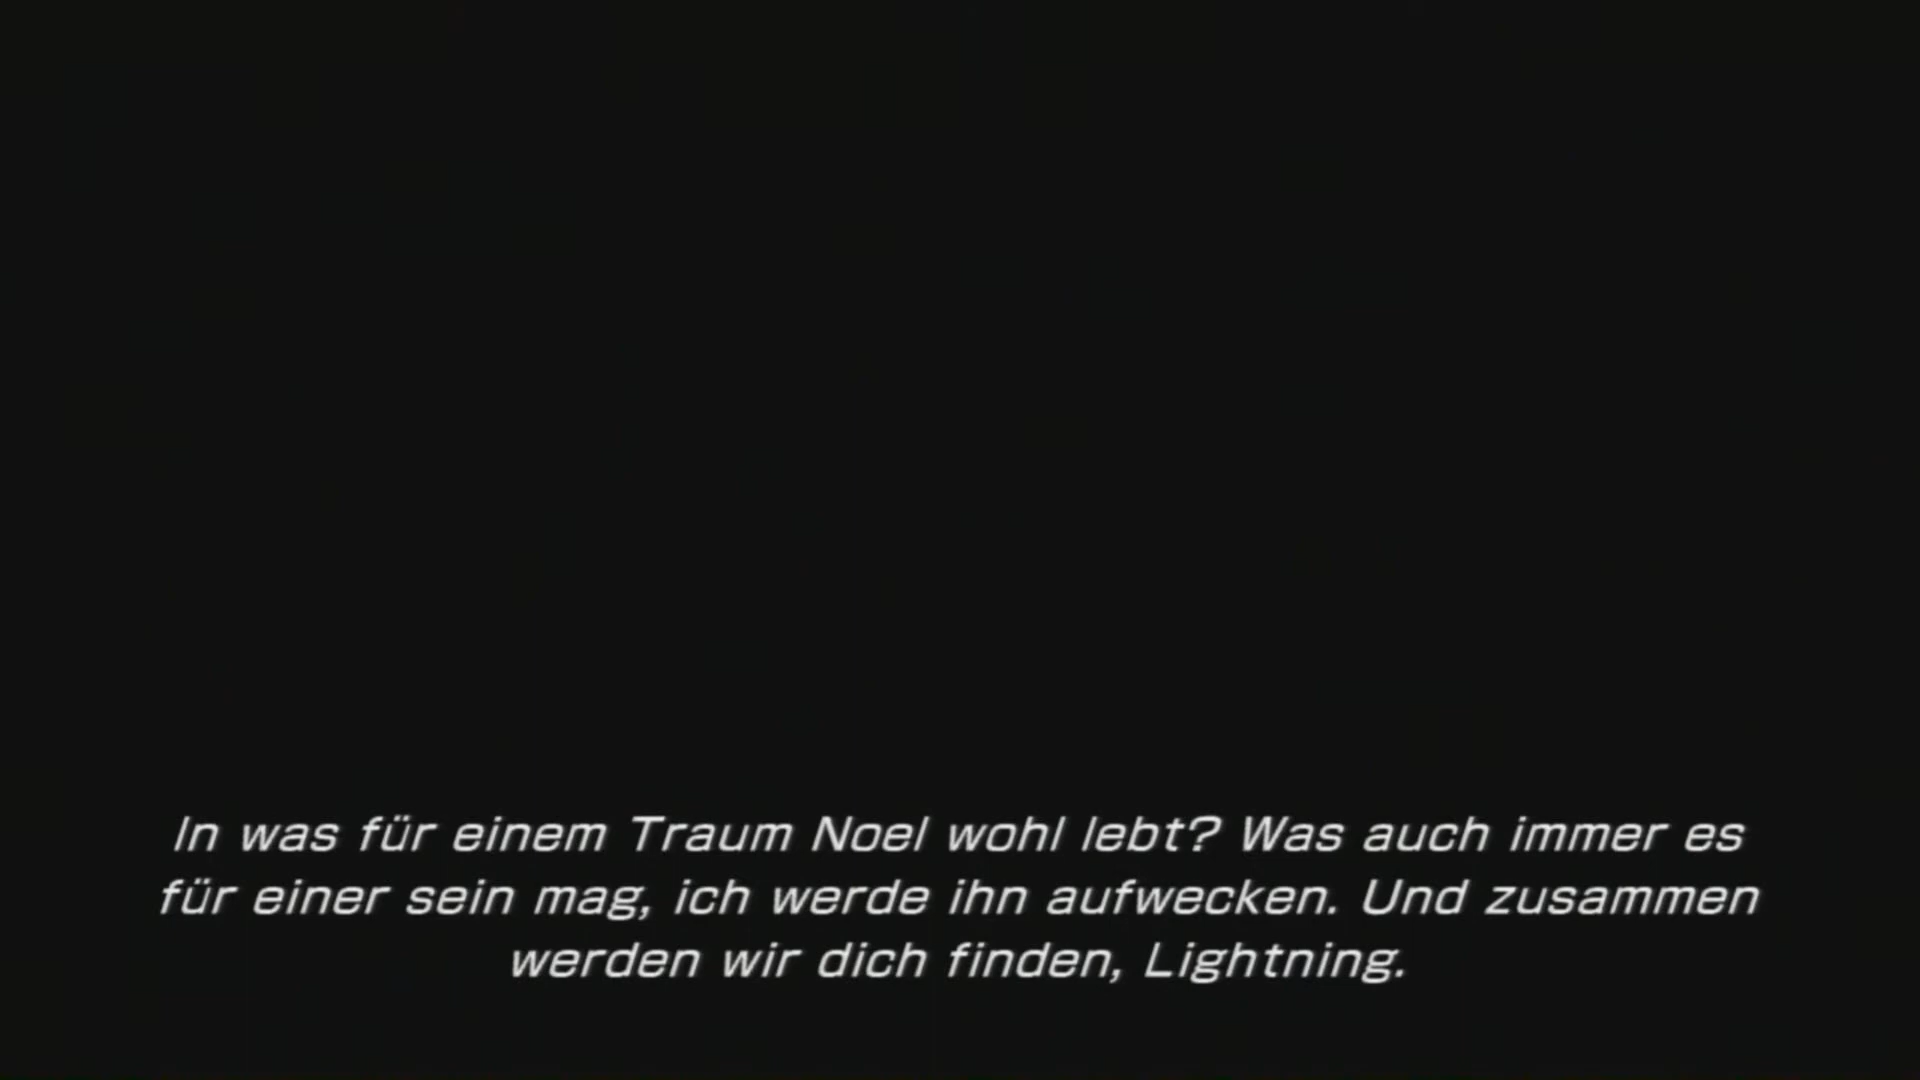 In was für einem Traum Noel wohl lebt? Was auch immer es
für einer sein mag, ich werde ihn aufwecken. Und zusammen
werden wir dich finden, Lightning.